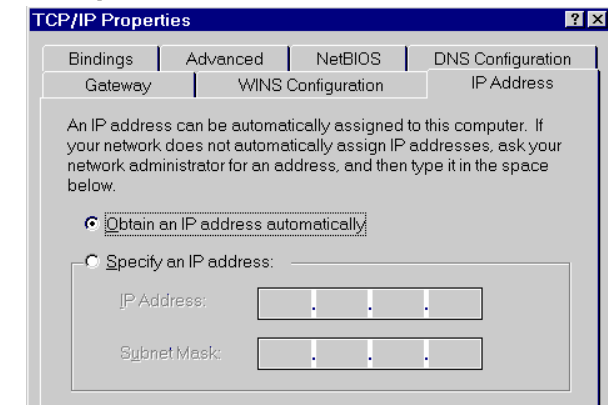 TCP/IP Properties
Bindings Advanced NetBIOS DNS Configuration
Gateway WINS Configuration IP Address
An IP address can be automatically assigned to this computer. If
your network does not automatically assign IP addresses, ask your
network administrator for an address, and then type it in the space
below.
Obtain an IP address automatically
Specify an IP address:
IP Address: . . .
Subnet Mask: . . .